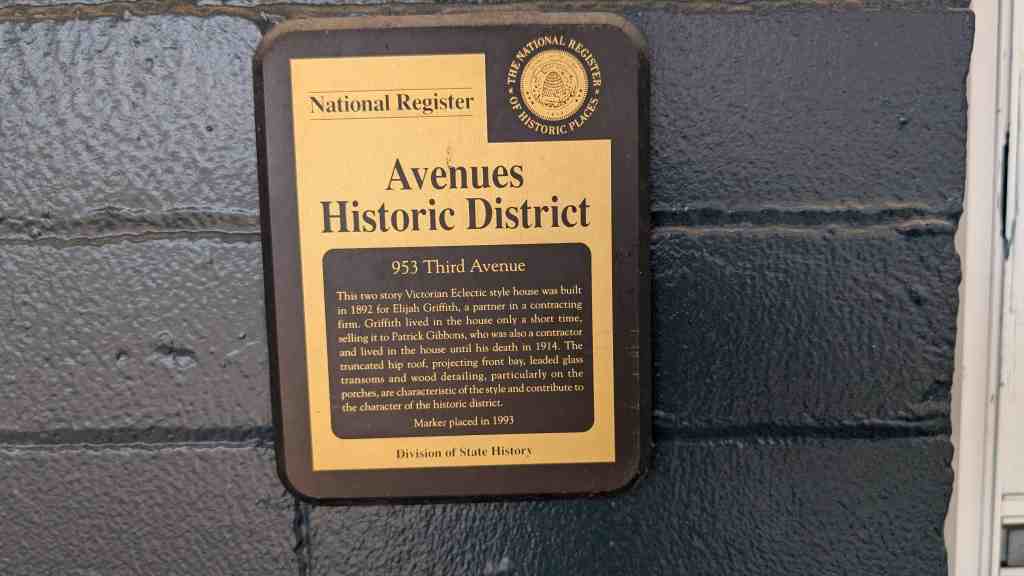 THE NATIONAL REGISTER
OF HISTORIC PLACES
National Register
Avenues
Historic District
953 Third Avenue
This two story Victorian Eclectic style house was built
in 1892 for Elijah Griffith, a partner in a contracting
firm. Griffith lived in the house only a short time,
selling it to Patrick Gibbons, who was also a contractor
and lived in the house until his death in 1914. The
truncated hip roof, projecting front bay, leaded glass
transoms and wood detailing, particularly on the
porches, are characteristic of the style and contribute to
the character of the historic district.
Marker placed in 1993
Division of State History